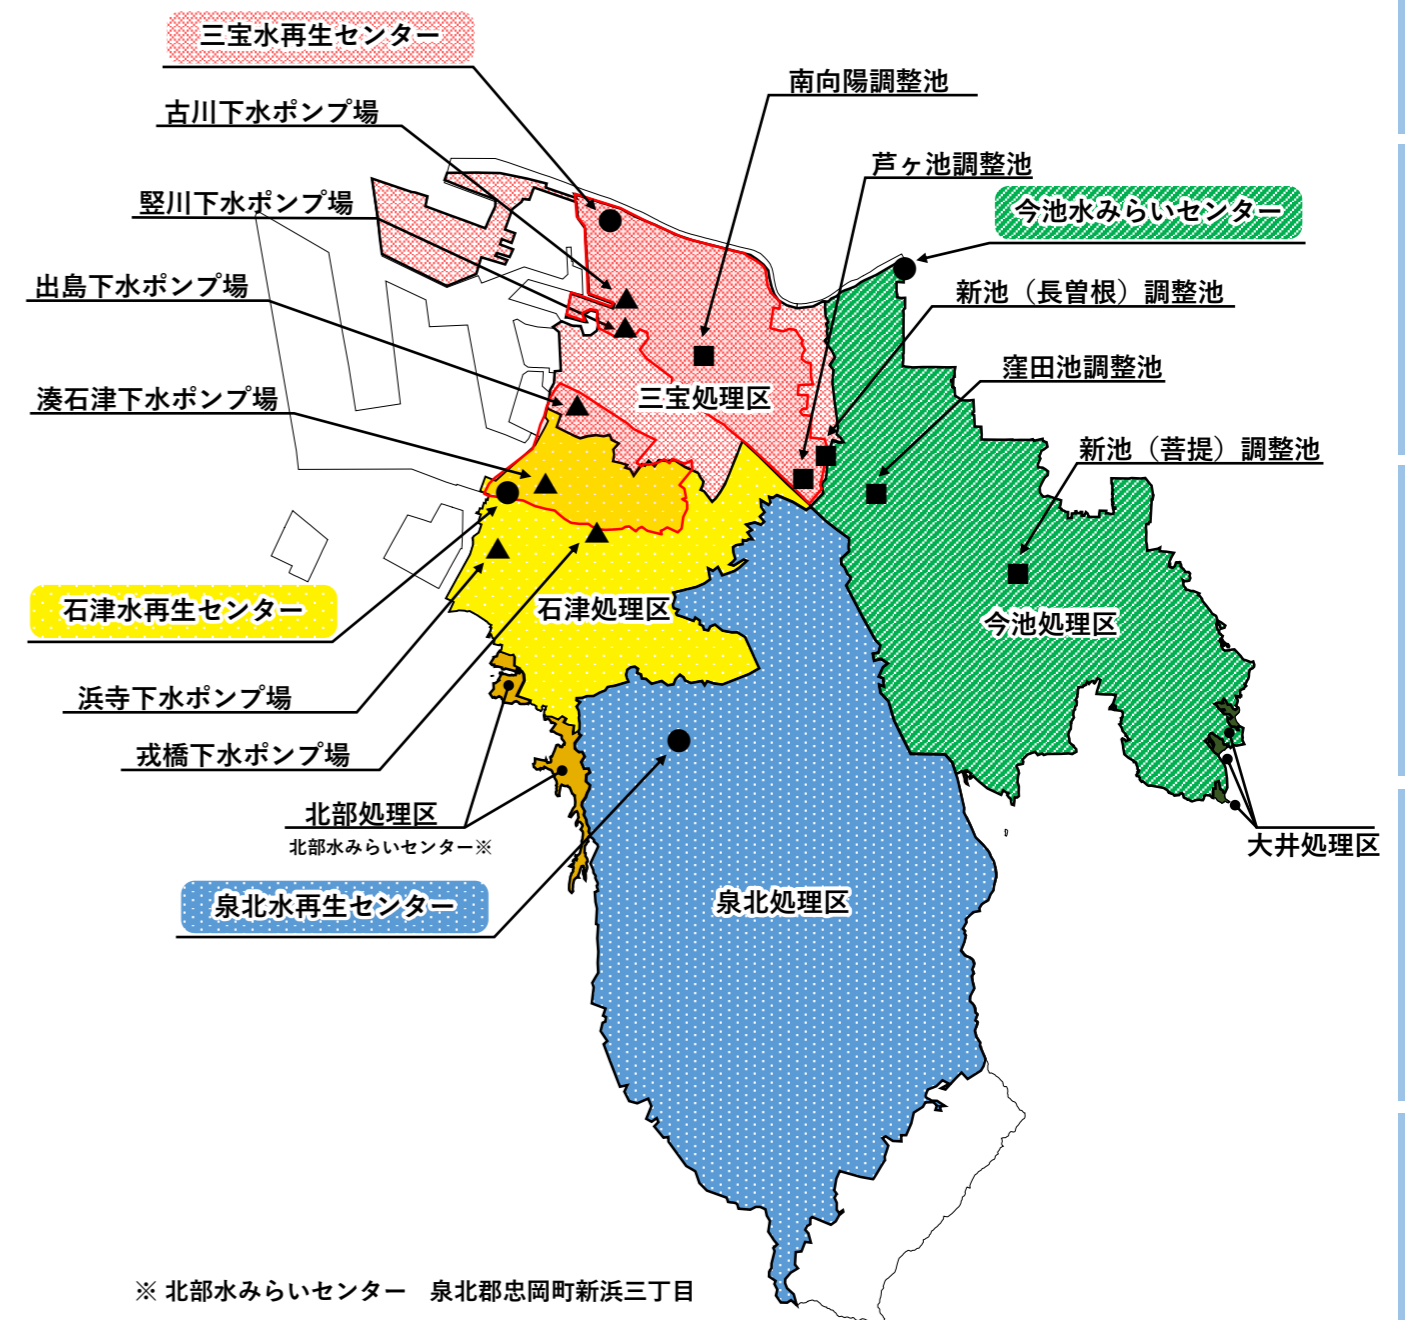 三宝水再生センター
南向陽調整池
古川下水ポンプ場
芦ヶ池調整池
竪川下水ポンプ場
今池水みらいセンター
出島下水ポンプ場
新池（長曽根）調整池
窪田池調整池
湊石津下水ポンプ場
三宝処理区
新池（菩提）調整池
石津水再生センター
石津処理区
今池処理区
浜寺下水ポンプ場
戎橋下水ポンプ場
北部処理区
北部水みらいセンター※
大井処理区
泉北水再生センター
泉北処理区
※ 北部水みらいセンター　泉北郡忠岡町新浜三丁目